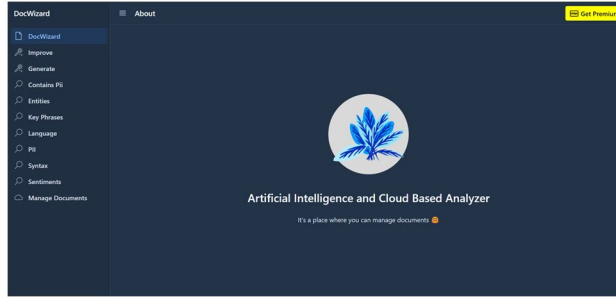 DocWizard
About
Get Premium
DocWizard
Improve
Generate
Contains Pii
Entities
Key Phrases
Language
PII
Syntax
Sentiments
Manage Documents
Artificial Intelligence and Cloud Based Analyzer
It's a place where you can manage documents 🤗